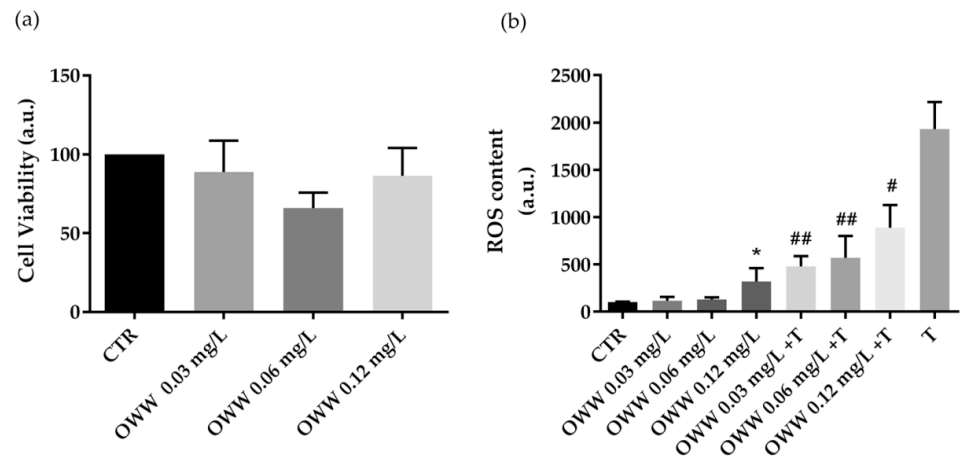 (a)
Cell Viability (a.u.)
150
100
50
0
CTR
OWW 0.03 mg/L
OWW 0.06 mg/L
OWW 0.12 mg/L
(b)
ROS content
(a.u.)
2500
2000
1500
1000
500
0
*
##
##
#
CTR
OWW 0.03 mg/L
OWW 0.06 mg/L
OWW 0.12 mg/L
OWW 0.03 mg/L +T
OWW 0.06 mg/L +T
OWW 0.12 mg/L +T
T